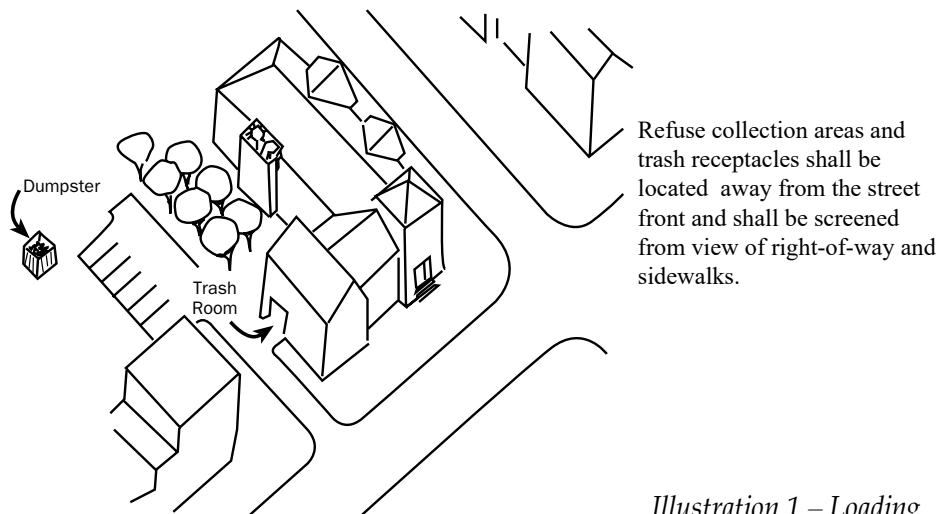 Dumpster
Trash
Room
Refuse collection areas and
trash receptacles shall be
located away from the street
front and shall be screened
from view of right-of-way and
sidewalks.
Illustration 1 – Loading